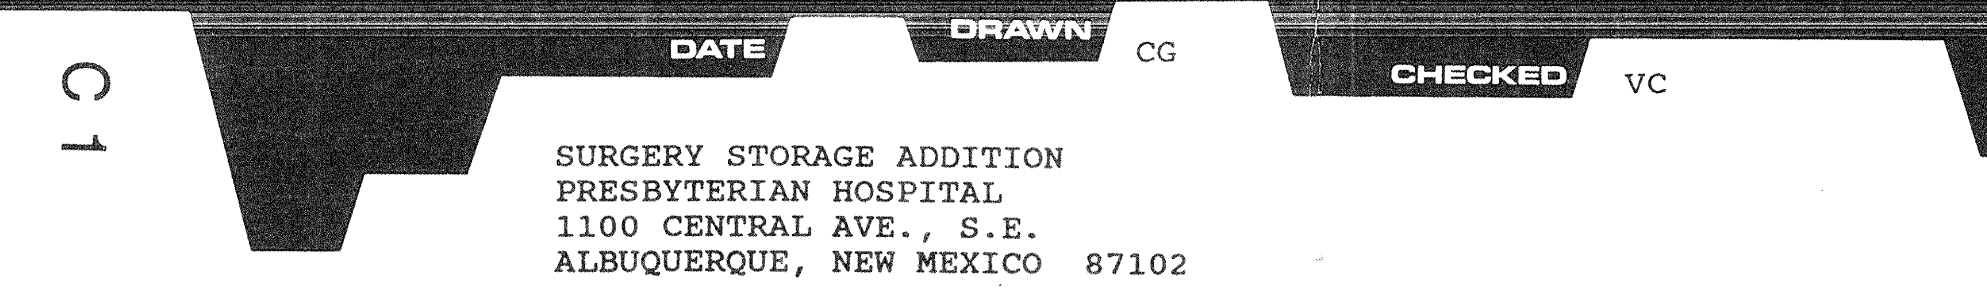 DATE
DRAWN CG
CHECKED VC
C 1
SURGERY STORAGE ADDITION
PRESBYTERIAN HOSPITAL
1100 CENTRAL AVE., S.E.
ALBUQUERQUE, NEW MEXICO 87102